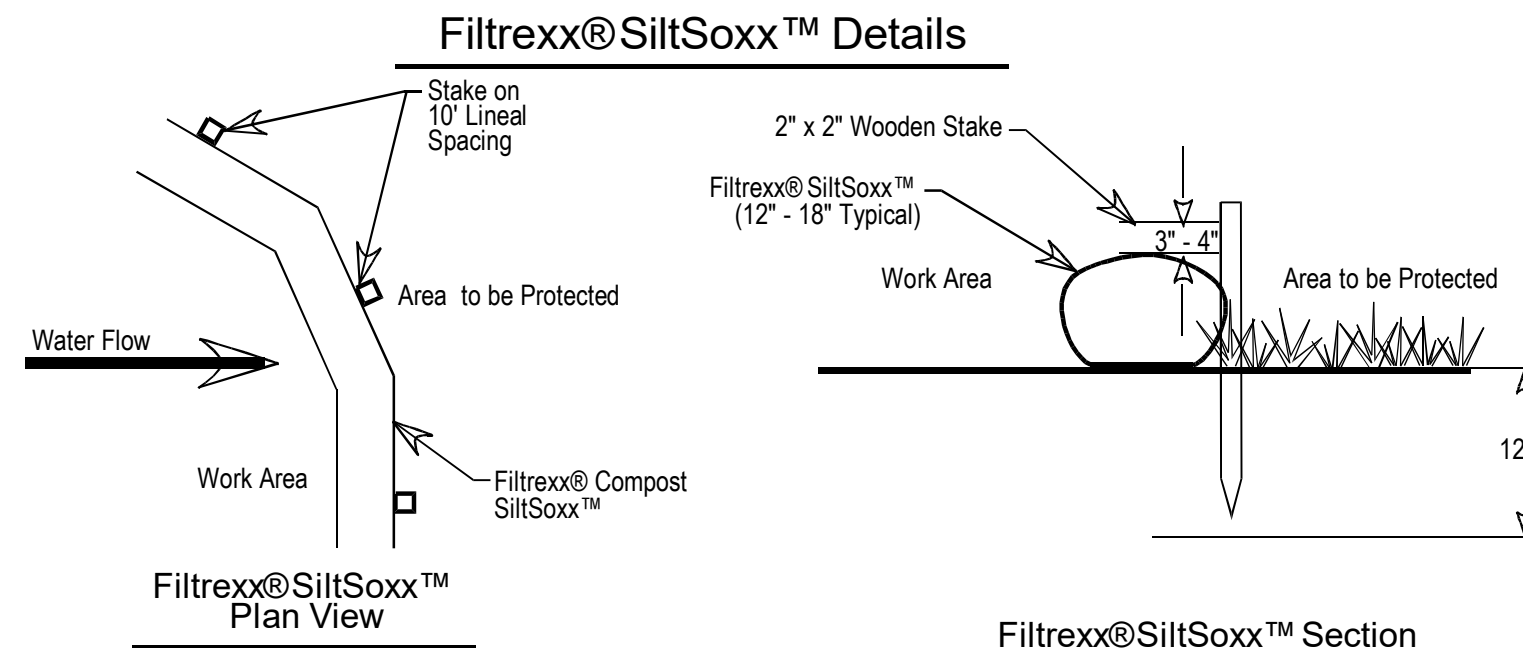 Filtrexx® SiltSoxx™ Details
Stake on
10' Lineal
Spacing
Area to be Protected
Water Flow
Work Area
Filtrexx® Compost
SiltSoxx™
Filtrexx® SiltSoxx™
Plan View
2" x 2" Wooden Stake
Filtrexx® SiltSoxx™
(12" - 18" Typical)
3" - 4"
Work Area
Area to be Protected
12
Filtrexx® SiltSoxx™ Section